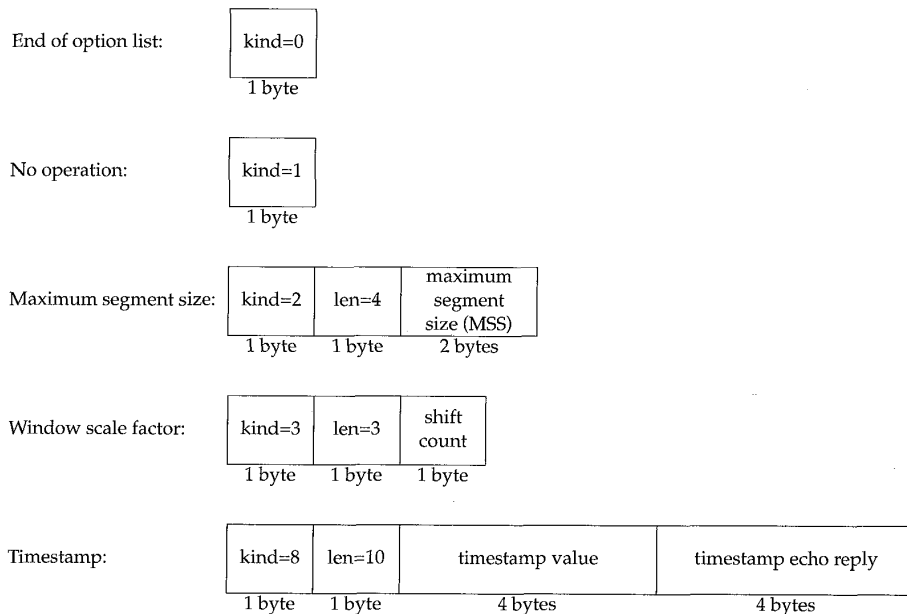 End of option list:
kind=0
1 byte
No operation:
kind=1
1 byte
Maximum segment size:
kind=2
len=4
maximum
segment
size (MSS)
1 byte
1 byte
2 bytes
Window scale factor:
kind=3
len=3
shift
count
1 byte
1 byte
1 byte
Timestamp:
kind=8
len=10
timestamp value
timestamp echo reply
1 byte
1 byte
4 bytes
4 bytes